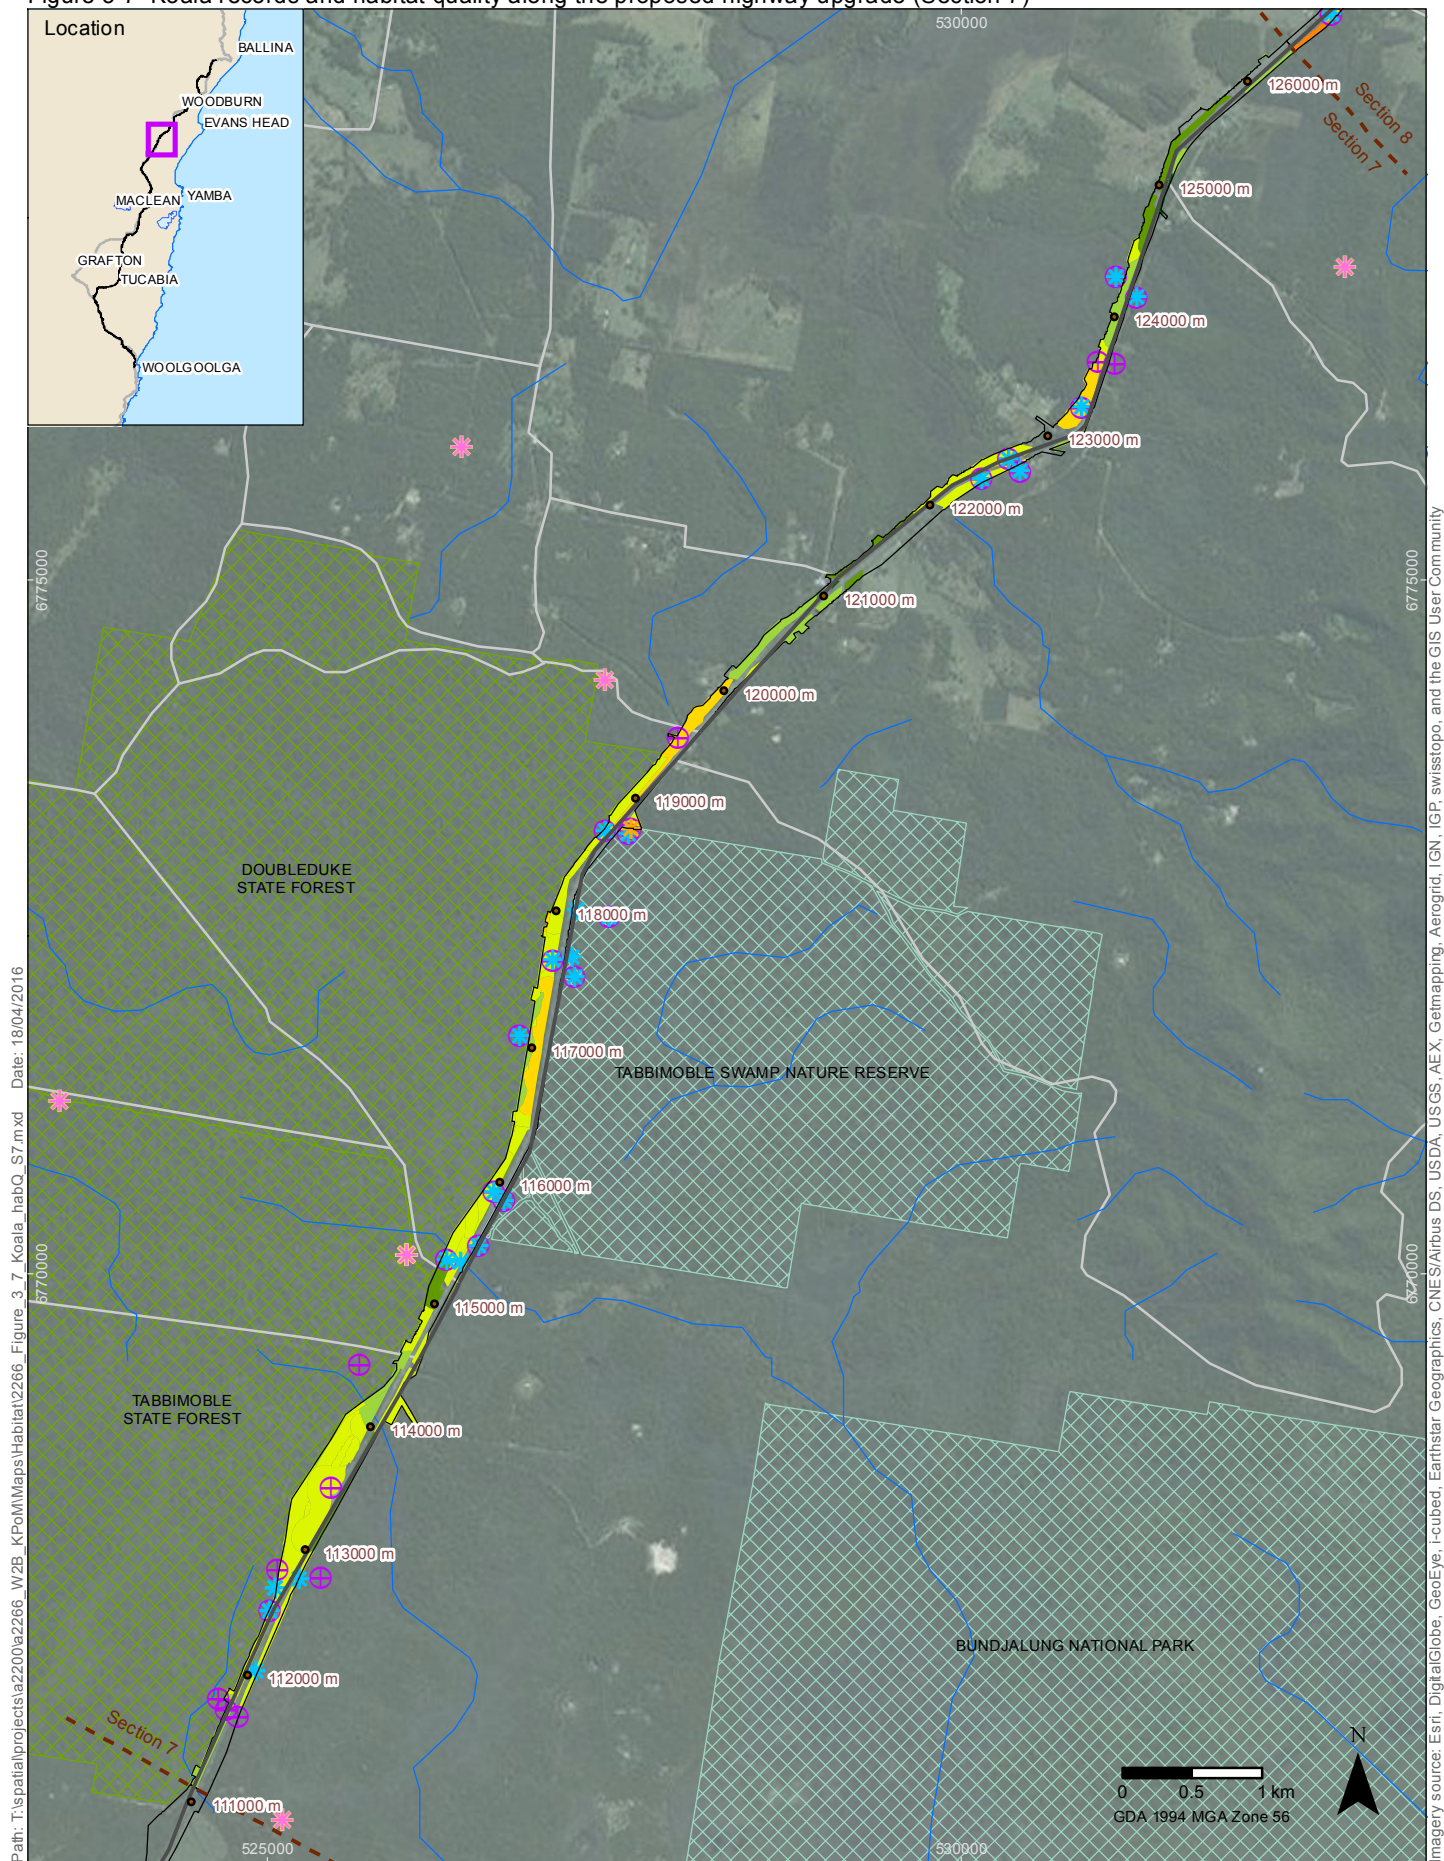 Figure 3-7 Koala records and habitat quality along the proposed highway upgrade (Section 7)
Location
BALLINA
WOODBURN
EVANS HEAD
MACLEAN
YAMBA
GRAFTON
TUCABIA
WOOLGOOLGA
530000
126000 m
Section 8
Section 7
125000 m
124000 m
123000 m
122000 m
6775000
6775000
121000 m
120000 m
119000 m
DOUBLEDUKE
STATE FOREST
118000 m
117000 m
TABBIMOBLE SWAMP NATURE RESERVE
116000 m
6770000
6770000
115000 m
TABBIMOBLE
STATE FOREST
114000 m
113000 m
BUNDJALUNG NATIONAL PARK
112000 m
Section 7
111000 m
N
0 0.5 1 km
GDA 1994 MGA Zone 56
525000
530000
Path: T:\spatial\projects\a2200\a2266_W2B_KPoM\Maps\Habitat\2266_Figure_3_7_Koala_habQ_S7.mxd Date: 18/04/2016
Imagery source: Esri, DigitalGlobe, GeoEye, i-cubed, Earthstar Geographics, CNES/Airbus DS, USDA, USGS, AEX, Getmapping, Aerogrid, IGN, IGP, swisstopo, and the GIS User Community